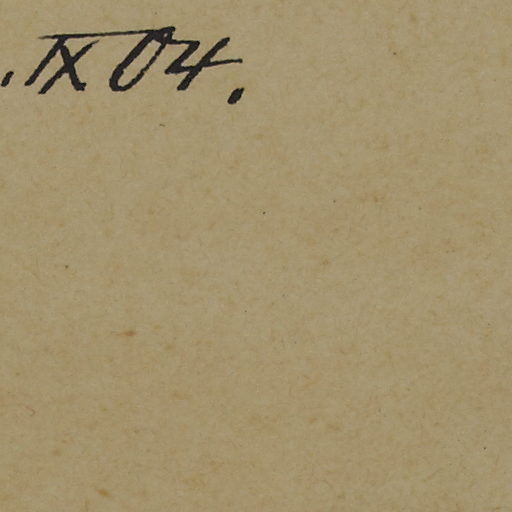 . IX 04.